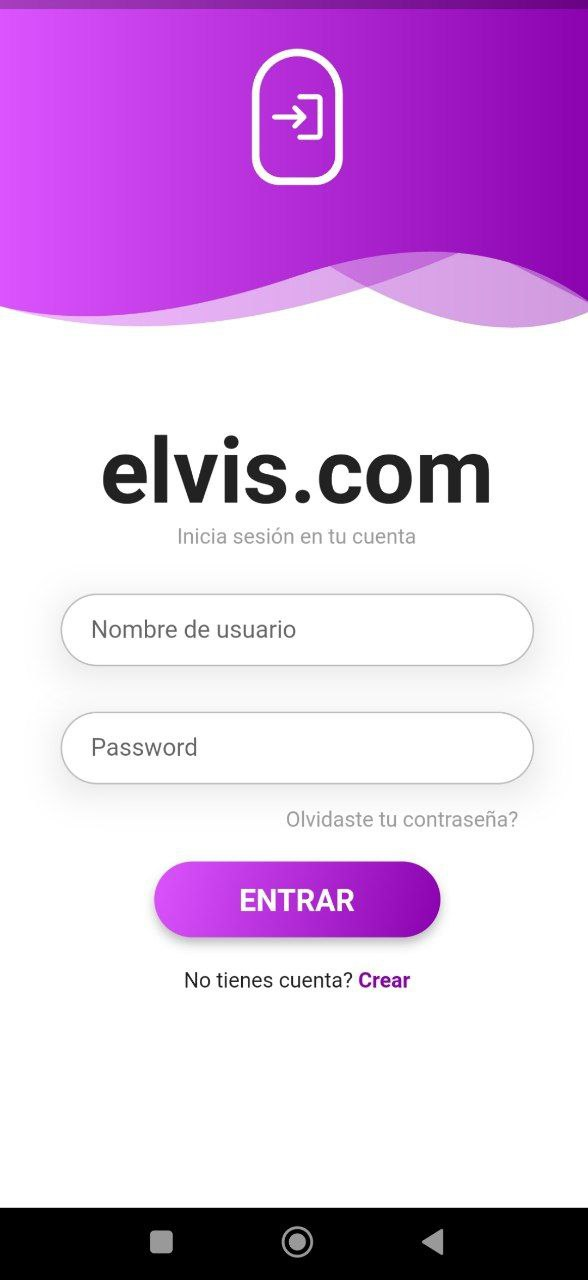 elvis.com
Inicia sesión en tu cuenta
Nombre de usuario
Password
Olvidaste tu contraseña?
ENTRAR
No tienes cuenta? Crear